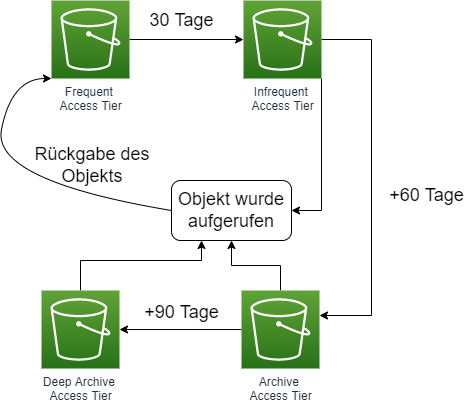 30 Tage
Frequent
Access Tier
Infrequent
Access Tier
Rückgabe des
Objekts
Objekt wurde
aufgerufen
+60 Tage
+90 Tage
Deep Archive
Access Tier
Archive
Access Tier